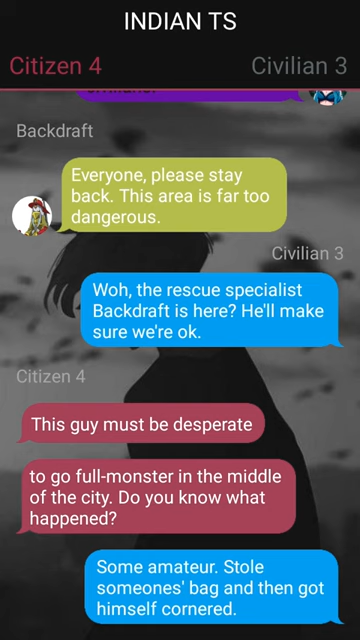 INDIAN TS
Citizen 4
Civilian 3
Backdraft
Everyone, please stay
back. This area is far too
dangerous.
Civilian 3
Woh, the rescue specialist
Backdraft is here? He'll make
sure we're ok.
Citizen 4
This guy must be desperate
to go full-monster in the middle
of the city. Do you know what
happened?
Some amateur. Stole
someones' bag and then got
himself cornered.